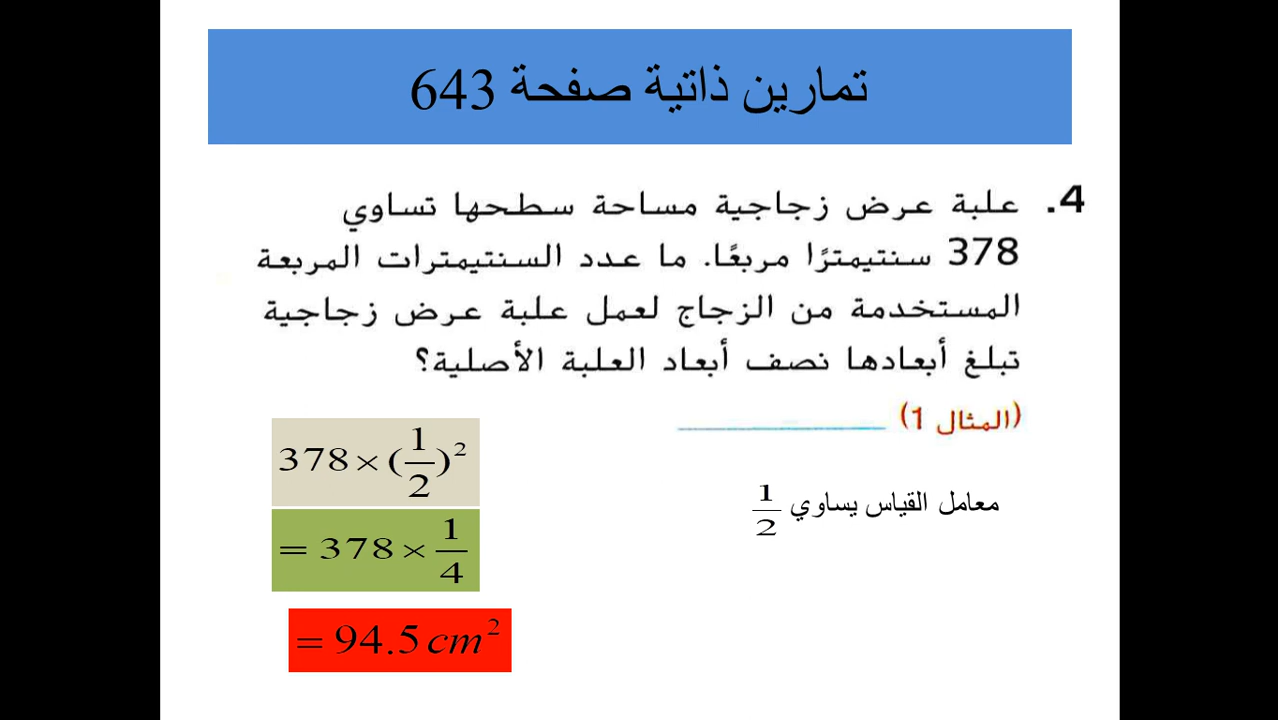 تمارين ذاتية صفحة 643
4. علبة عرض زجاجية مساحة سطحها تساوي
378 سنتيمترًا مربعًا. ما عدد السنتيمترات المربعة
المستخدمة من الزجاج لعمل علبة عرض زجاجية
تبلغ أبعادها نصف أبعاد العلبة الأصلية؟
(المثال 1)
معامل القياس يساوي 1/2
378 × (1/2)²
= 378 × 1/4
= 94.5 cm²